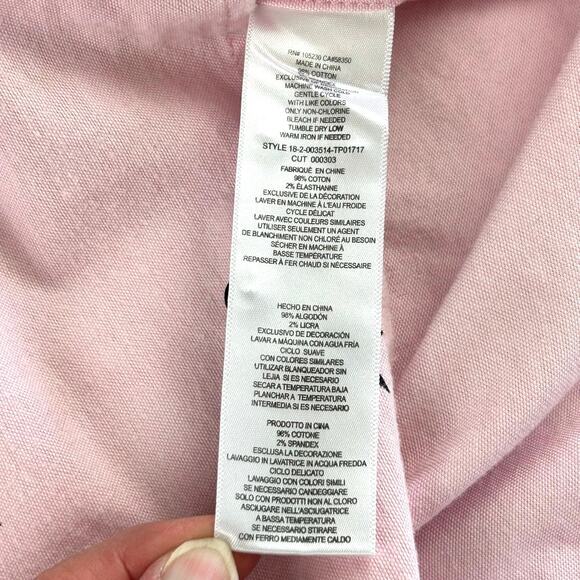 RN# 105230 CA#58350
MADE IN CHINA
98% COTTON
EXCLUSIVE
MACHINE WASH COLD
GENTLE CYCLE
WITH LIKE COLORS
ONLY NON-CHLORINE
BLEACH IF NEEDED
TUMBLE DRY LOW
WARM IRON IF NEEDED
STYLE 18-2-003514-TP01717
CUT 000303
FABRIQUÉ EN CHINE
98% COTON
2% ÉLASTHANNE
EXCLUSIVE DE LA DÉCORATION
LAVER EN MACHINE À L'EAU FROIDE
CYCLE DÉLICAT
LAVER AVEC COULEURS SIMILAIRES
UTILISER SEULEMENT UN AGENT
DE BLANCHIMENT NON CHLORÉ AU BESOIN
SÉCHER EN MACHINE À
BASSE TEMPÉRATURE
REPASSER À FER CHAUD SI NÉCESSAIRE
HECHO EN CHINA
98% ALGODÓN
2% LICRA
EXCLUSIVO DE DECORACIÓN
LAVAR A MÁQUINA CON AGUA FRÍA
CICLO SUAVE
CON COLORES SIMILARES
UTILIZAR BLANQUEADOR SIN
LEJIA SI ES NECESARIO
SECAR A TEMPERATURA BAJA
PLANCHAR A TEMPERATURA
INTERMEDIA SI ES NECESARIO
PRODOTTO IN CINA
98% COTONE
2% SPANDEX
ESCLUSA LA DECORAZIONE
LAVAGGIO IN LAVATRICE IN ACQUA FREDDA
CICLO DELICATO
LAVAGGIO CON COLORI SIMILI
SE NECESSARIO CANDEGGIARE
SOLO CON PRODOTTI NON AL CLORO
ASCIUGARE NELL'ASCIUGATRICE
A BASSA TEMPERATURA
SE NECESSARIO STIRARE
CON FERRO MEDIAMENTE CALDO